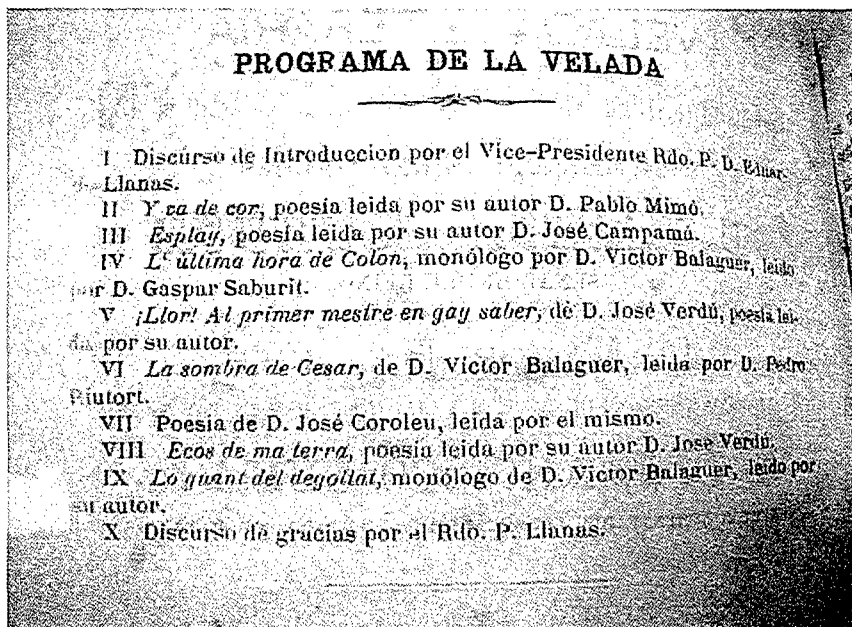 PROGRAMA DE LA VELADA
I Discurso de Introduccion por el Vice-Presidente Rdo. P. D. Eduar-
Llanas.
II Y va de cor, poesía leida por su autor D. Pablo Mimó.
III Esplay, poesía leida por su autor D. José Campamá.
IV L' última hora de Colon, monólogo por D. Victor Balaguer, leido
por D. Gaspar Saburit.
V ¡Llor! Al primer mestre en gay saber, de D. José Verdú, poesía lei-
da por su autor.
VI La sombra de Cesar, de D. Victor Balaguer, leida por D. Pedro
Riutort.
VII Poesia de D. José Coroleu, leida por el mismo.
VIII Ecos de ma terra, poesía leida por su autor D. José Verdú.
IX Lo guant del degollat, monólogo de D. Victor Balaguer, leido por
su autor.
X Discurso de gracias por el Rdo. P. Llanas.